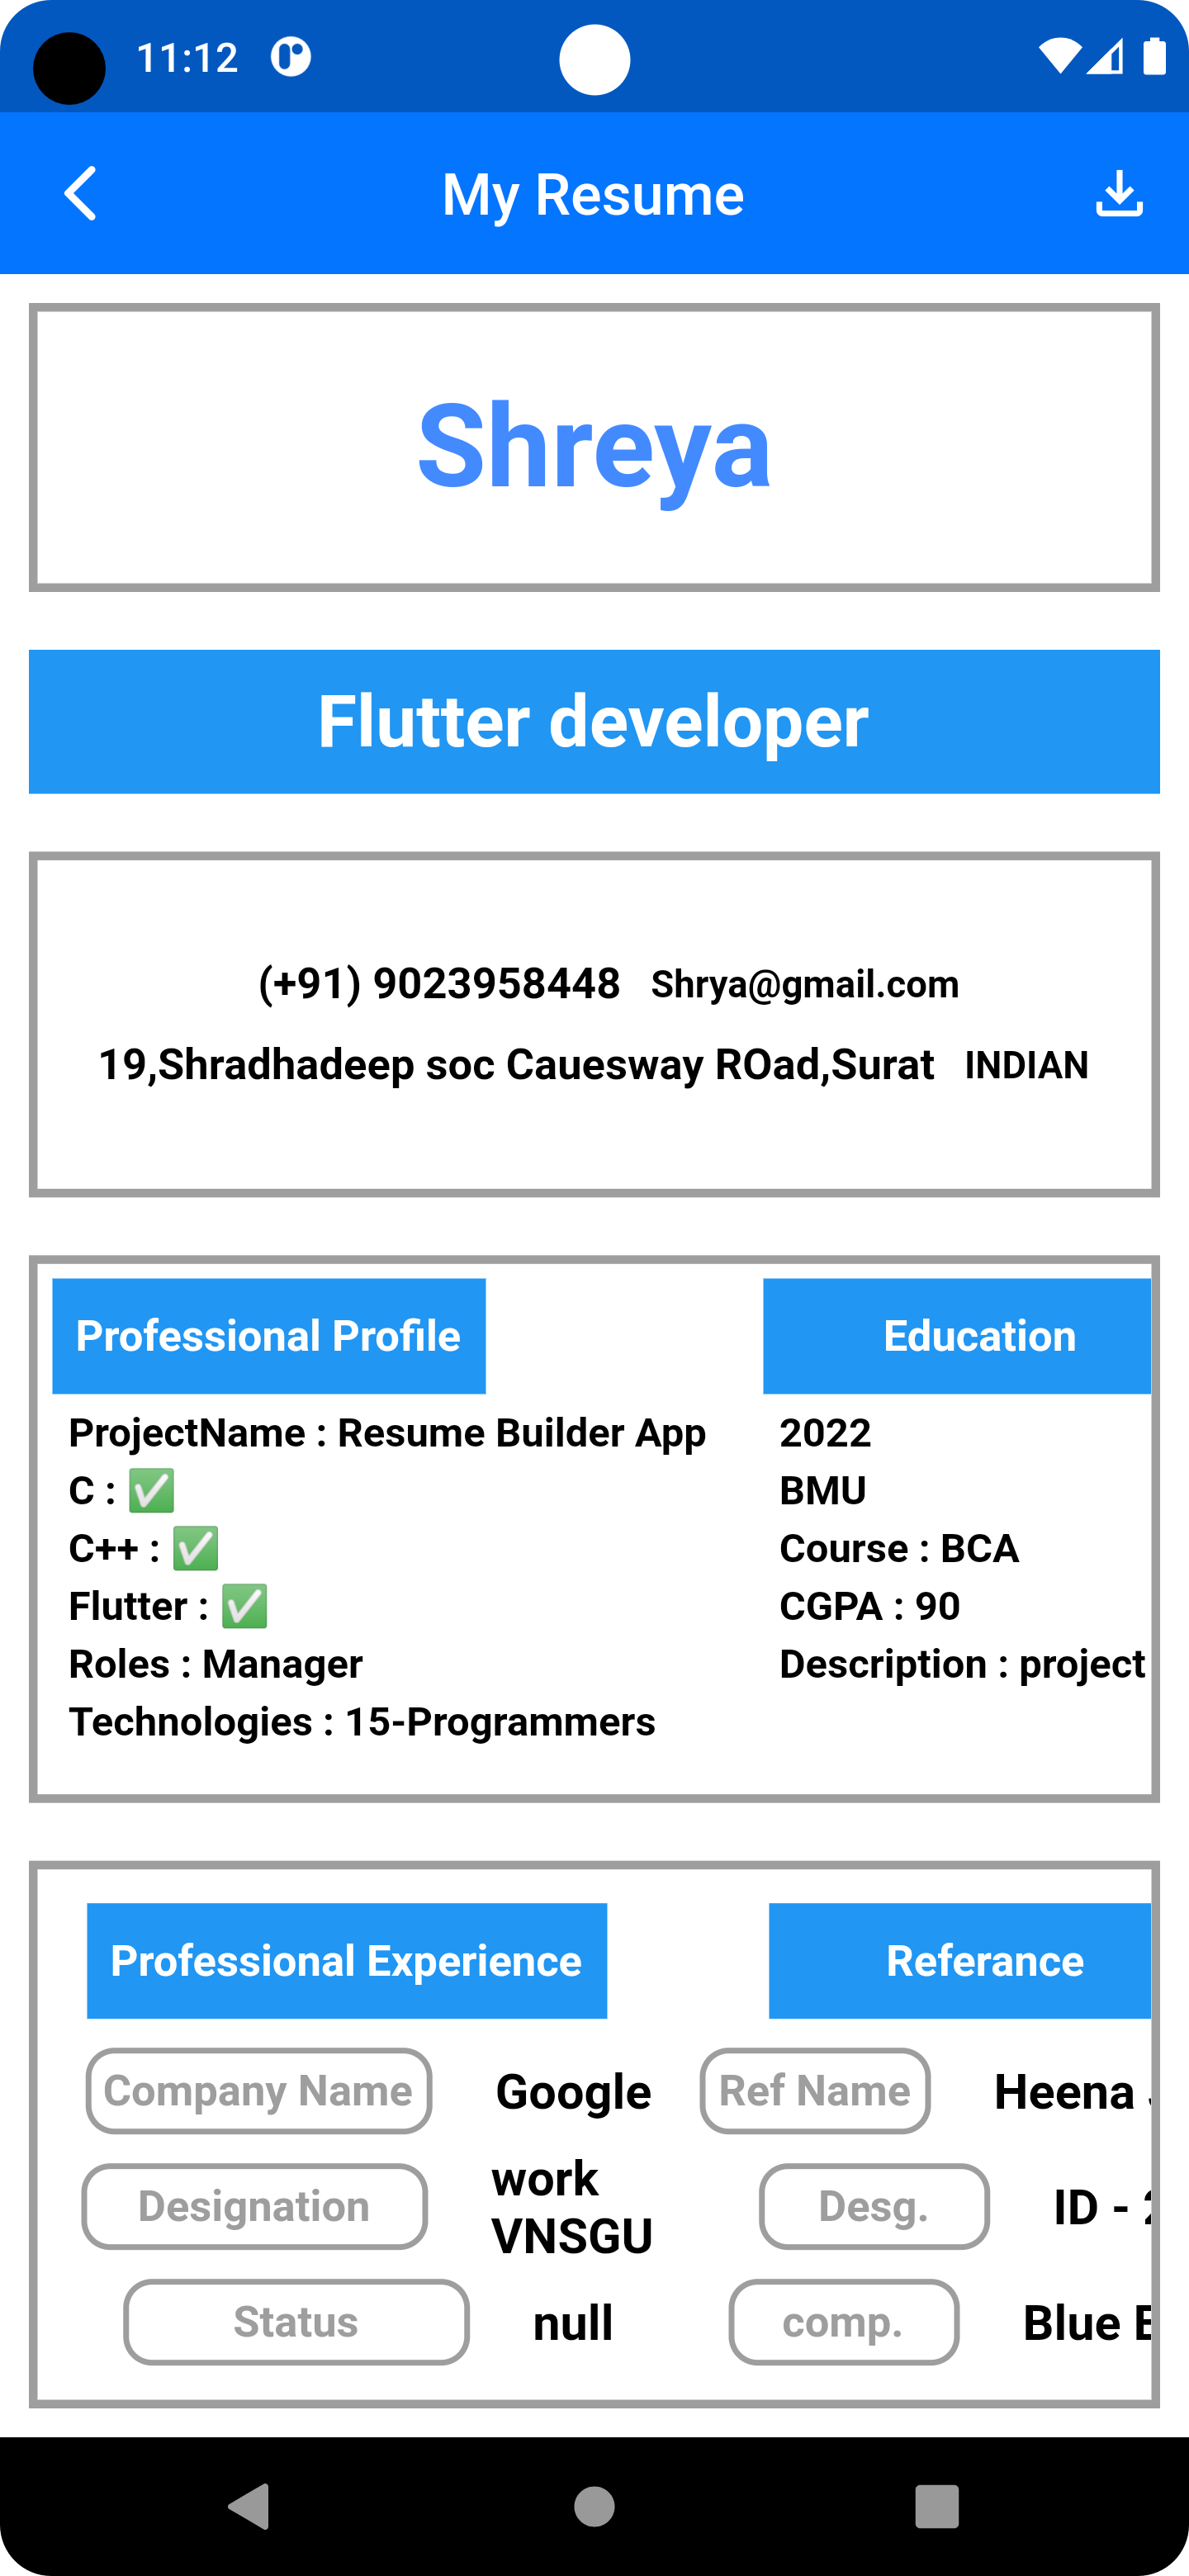 11:12
My Resume
Shreya
Flutter developer
(+91) 9023958448 Shrya@gmail.com
19,Shradhadeep soc Cauesway ROad,Surat INDIAN
Professional Profile
ProjectName : Resume Builder App
C : ✅
C++ : ✅
Flutter : ✅
Roles : Manager
Technologies : 15-Programmers
Education
2022
BMU
Course : BCA
CGPA : 90
Description : project
Professional Experience
Company Name Google
Designation work
VNSGU
Status null
Referance
Ref Name Heena
Desg. ID -
comp. Blue